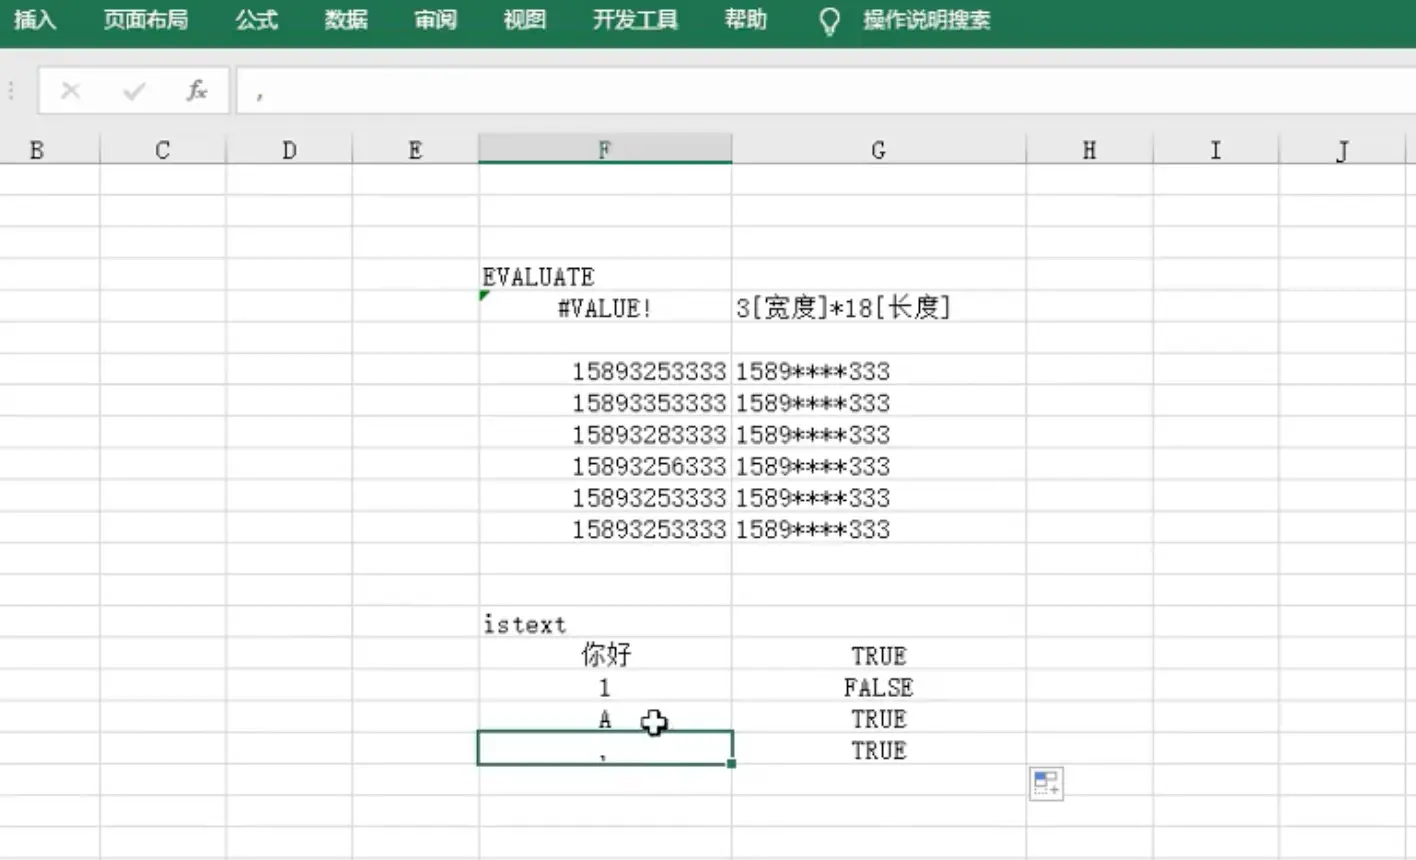 插入 页面布局 公式 数据 审阅 视图 开发工具 帮助 操作说明搜索
fx ,
B C D E F G H I J
EVALUATE
#VALUE! 3[宽度]*18[长度]
15893253333 1589****333
15893353333 1589****333
15893283333 1589****333
15893256333 1589****333
15893253333 1589****333
15893253333 1589****333
istext
你好 TRUE
1 FALSE
A TRUE
, TRUE